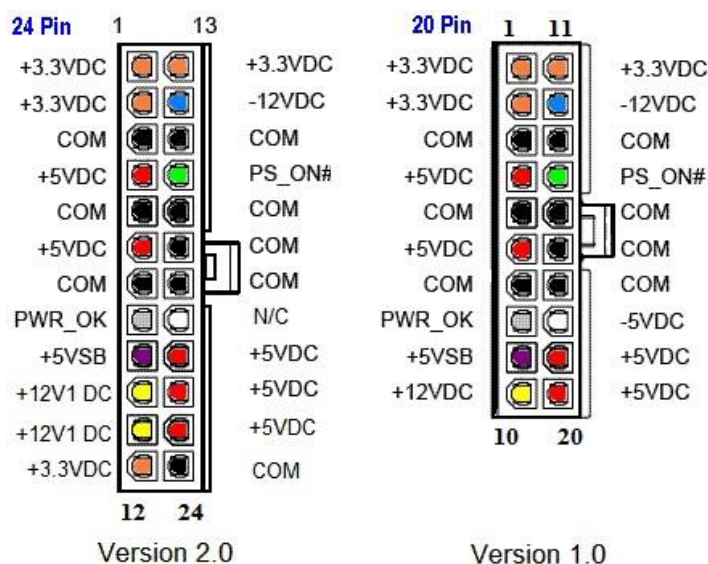 24 Pin 1 13
+3.3VDC +3.3VDC
+3.3VDC -12VDC
COM COM
+5VDC PS_ON#
COM COM
+5VDC COM
COM COM
PWR_OK N/C
+5VSB +5VDC
+12V1 DC +5VDC
+12V1 DC +5VDC
+3.3VDC COM
12 24
Version 2.0
20 Pin 1 11
+3.3VDC +3.3VDC
+3.3VDC -12VDC
COM COM
+5VDC PS_ON#
COM COM
+5VDC COM
COM COM
PWR_OK -5VDC
+5VSB +5VDC
+12VDC +5VDC
10 20
Version 1.0